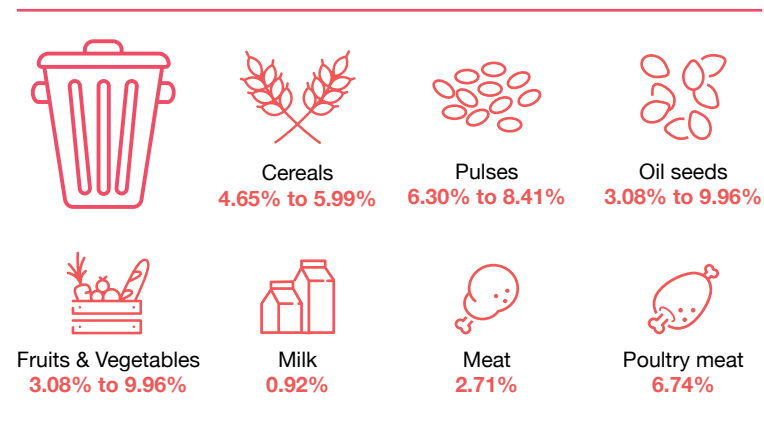 Cereals
4.65% to 5.99%
Pulses
6.30% to 8.41%
Oil seeds
3.08% to 9.96%
Fruits & Vegetables
3.08% to 9.96%
Milk
0.92%
Meat
2.71%
Poultry meat
6.74%